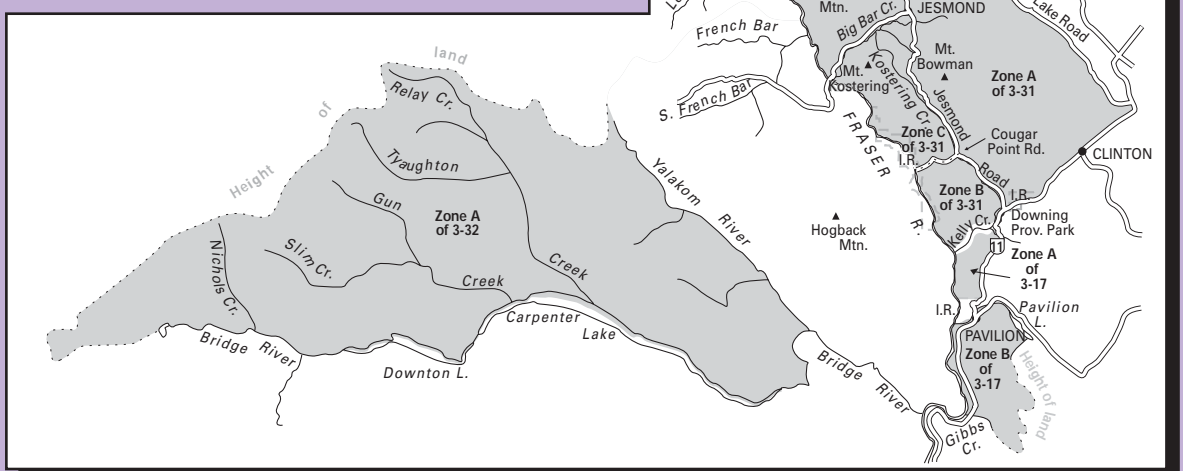 Mtn.
Big Bar Cr.
JESMOND
Lake Road
French Bar
Mt.
Bowman
Mt.
Kostering
Kostering Cr.
Jesmond
Road
Zone A
of 3-31
S. French Bar
FRASER
R.
Zone C
of 3-31
I.R.
Cougar
Point Rd.
CLINTON
land
of
Height
Relay Cr.
Tyaughton
Creek
Gun
Creek
Zone A
of 3-32
Slim Cr.
Nichols Cr.
Yalakom
River
Hogback
Mtn.
Zone B
of 3-31
I.R.
Kelly Cr.
Downing
Prov. Park
11
Zone A
of
3-17
I.R.
Pavilion
L.
PAVILION
Zone B
of
3-17
Height of land
Carpenter
Lake
Bridge River
Downton L.
Bridge
River
Gibbs
Cr.